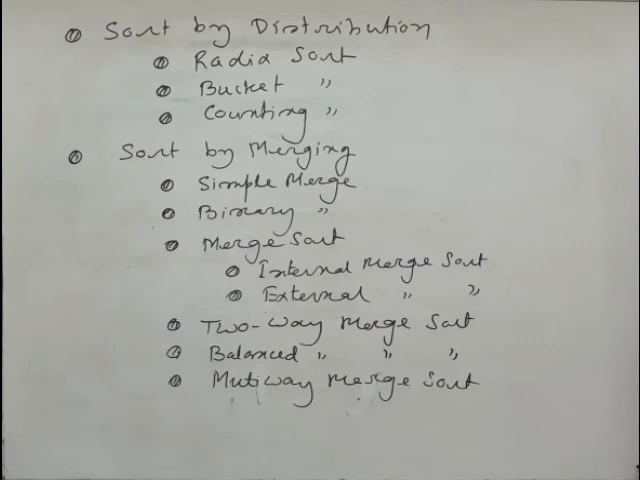 Sort by Distribution
Radix Sort
Bucket "
Counting "
Sort by Merging
Simple Merge
Binary "
Merge Sort
Internal Merge Sort
External " "
Two-way Merge Sort
Balanced " " "
Mutiway Merge Sort